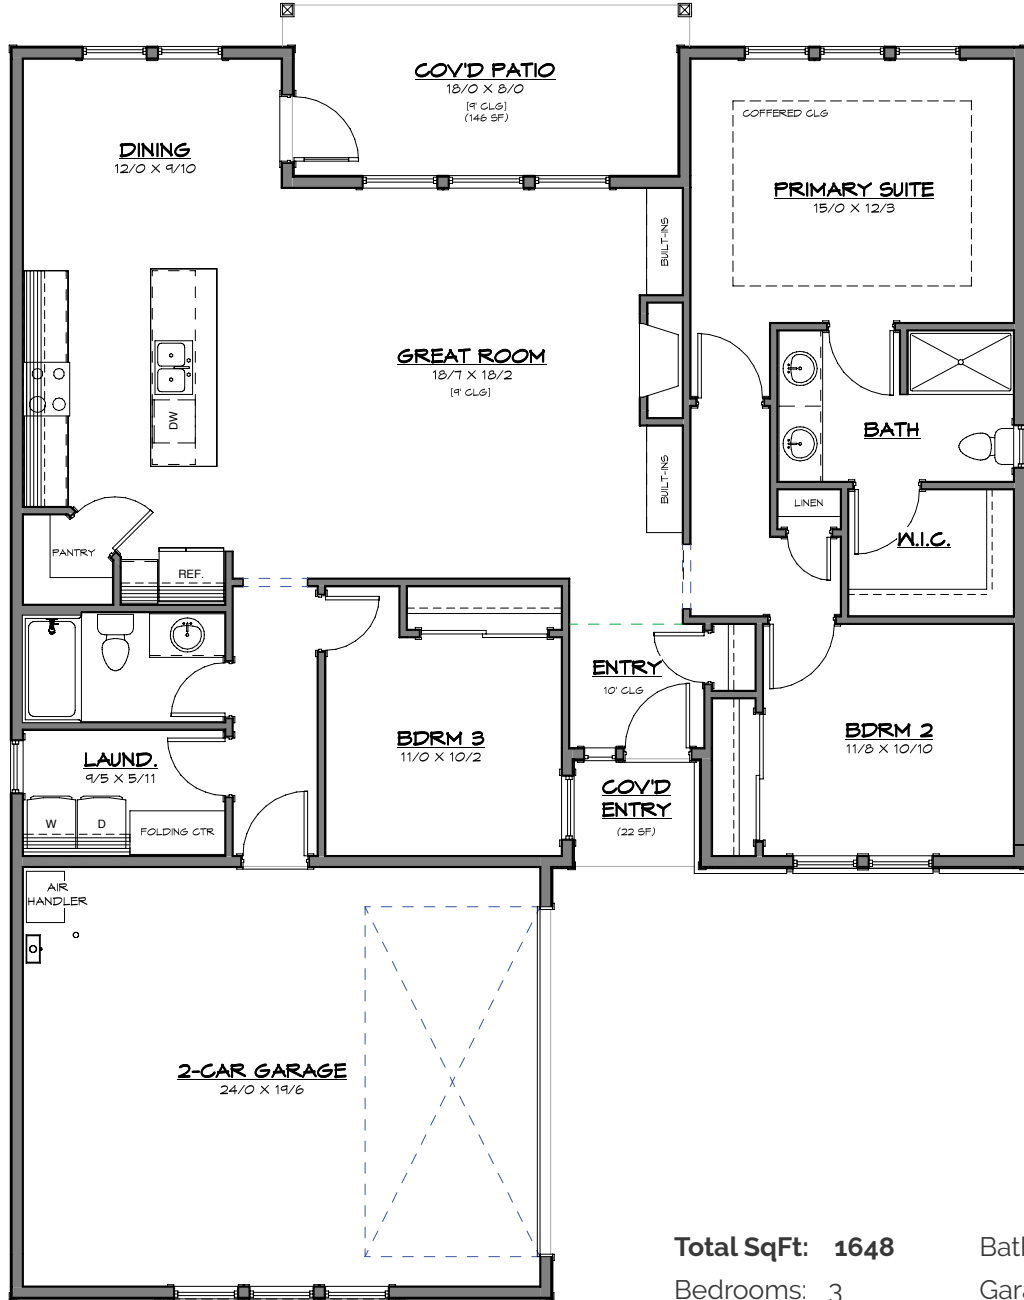 COV'D PATIO
18/0 X 8/0
[9' CLG]
(146 SF)
COFFERED CLG
DINING
12/0 X 9/10
PRIMARY SUITE
15/0 X 12/3
BUILT-INS
GREAT ROOM
18/7 X 18/2
[9' CLG]
DW
BATH
BUILT-INS
LINEN
W.I.C.
PANTRY
REF.
ENTRY
10' CLG
BDRM 3
11/0 X 10/2
BDRM 2
11/8 X 10/10
LAUND.
9/5 X 5/11
COV'D
ENTRY
(22 SF)
W
D
FOLDING CTR
AIR
HANDLER
2-CAR GARAGE
24/0 X 19/6
Total SqFt: 1648
Bath
Bedrooms: 3
Gara